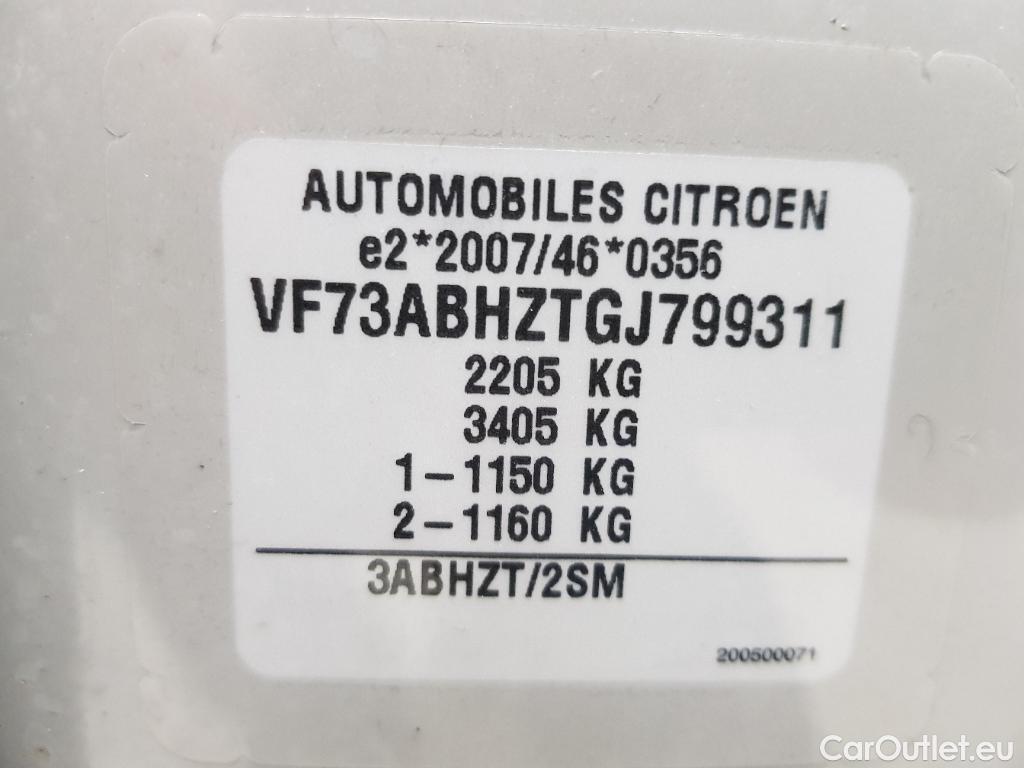 AUTOMOBILES CITROEN
e2*2007/46*0356
VF73ABHZTGJ799311
2205 KG
3405 KG
1-1150 KG
2-1160 KG
3ABHZT/2SM
200500071
CarOutlet.eu